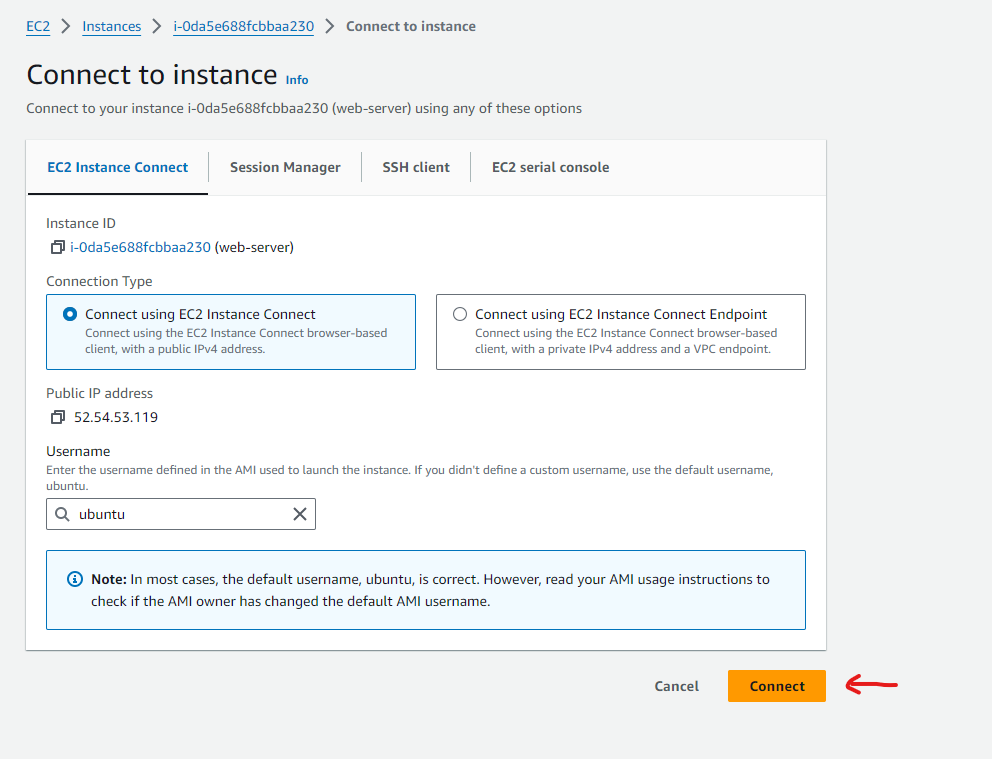 EC2 > Instances > i-0da5e688fcbbaa230 > Connect to instance
Connect to instance Info
Connect to your instance i-0da5e688fcbbaa230 (web-server) using any of these options
EC2 Instance Connect Session Manager SSH client EC2 serial console
Instance ID
i-0da5e688fcbbaa230 (web-server)
Connection Type
Connect using EC2 Instance Connect
Connect using the EC2 Instance Connect browser-based
client, with a public IPv4 address.
Connect using EC2 Instance Connect Endpoint
Connect using the EC2 Instance Connect browser-based
client, with a private IPv4 address and a VPC endpoint.
Public IP address
52.54.53.119
Username
Enter the username defined in the AMI used to launch the instance. If you didn't define a custom username, use the default username,
ubuntu.
ubuntu
Note: In most cases, the default username, ubuntu, is correct. However, read your AMI usage instructions to
check if the AMI owner has changed the default AMI username.
Cancel Connect